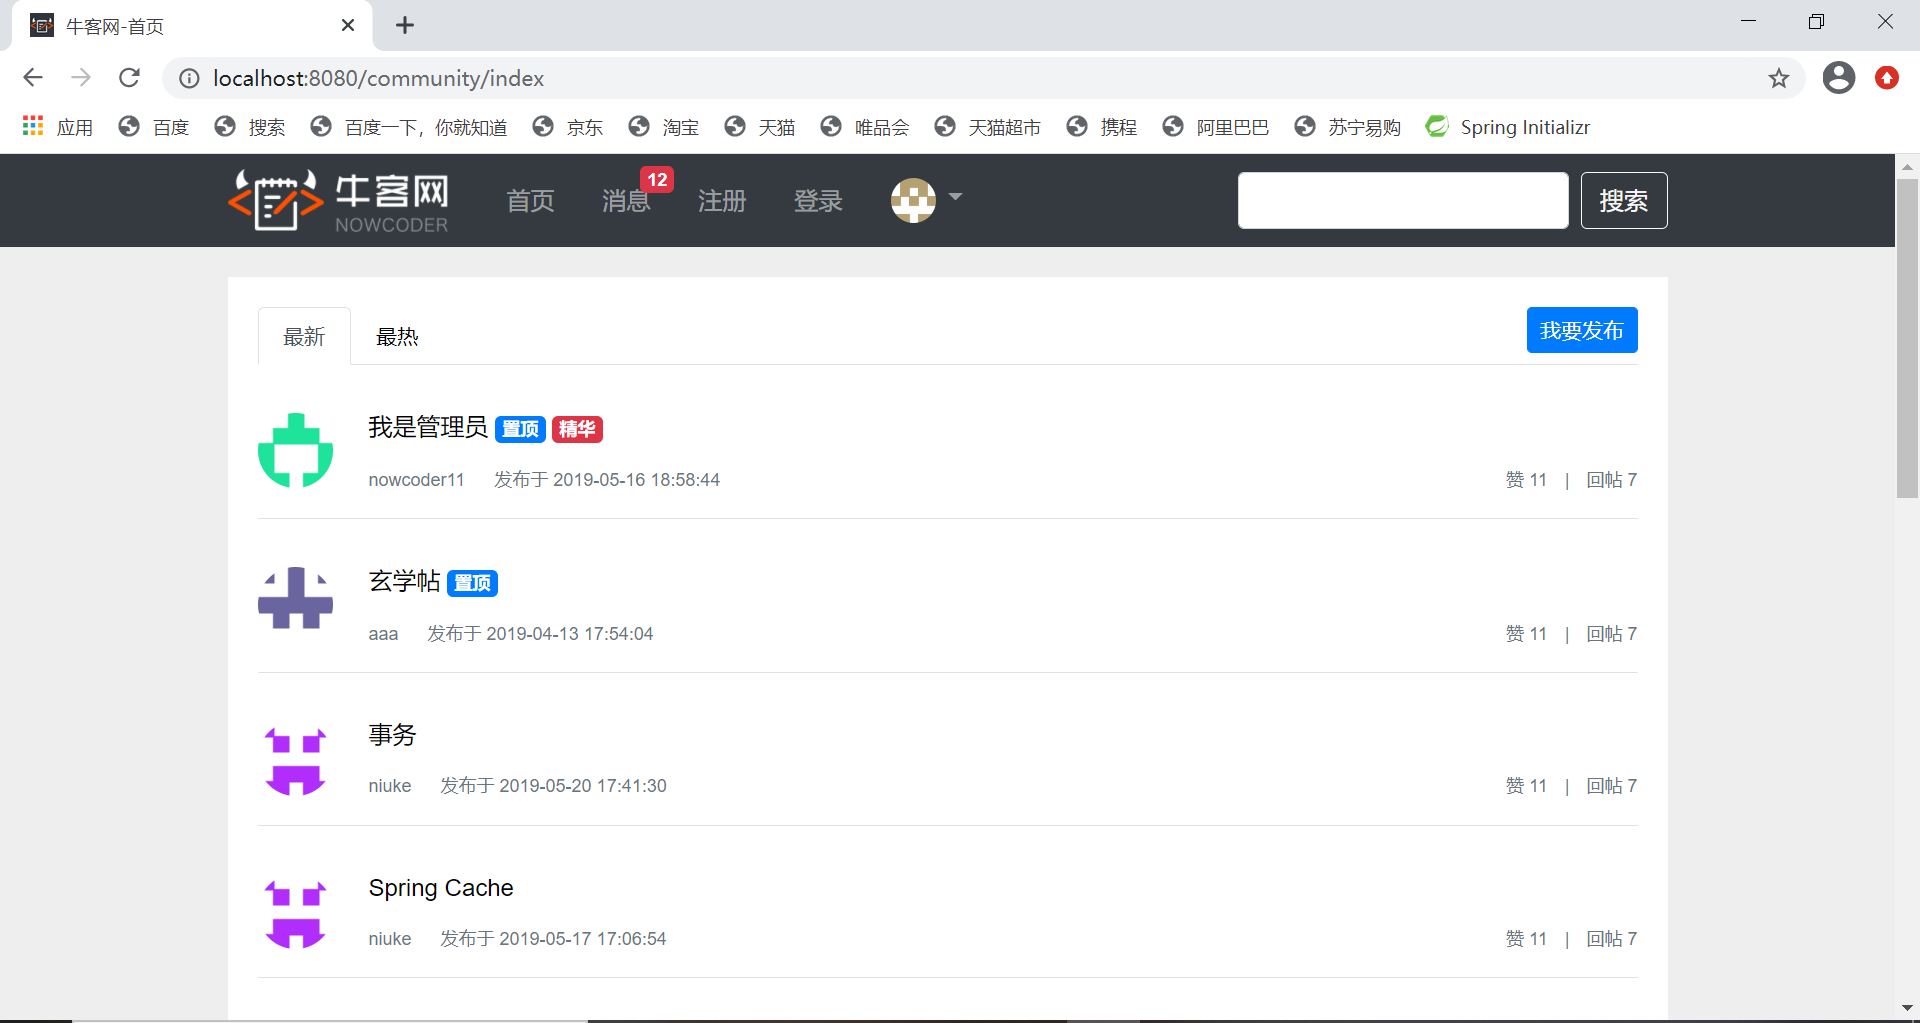 牛客网-首页
localhost:8080/community/index
应用 百度 搜索 百度一下，你就知道 京东 淘宝 天猫 唯品会 天猫超市 携程 阿里巴巴 苏宁易购 Spring Initializr
牛客网 NOWCODER 首页 消息 12 注册 登录 搜索
最新 最热 我要发布
我是管理员 置顶 精华
nowcoder11 发布于 2019-05-16 18:58:44 赞 11 | 回帖 7
玄学帖 置顶
aaa 发布于 2019-04-13 17:54:04 赞 11 | 回帖 7
事务
niuke 发布于 2019-05-20 17:41:30 赞 11 | 回帖 7
Spring Cache
niuke 发布于 2019-05-17 17:06:54 赞 11 | 回帖 7